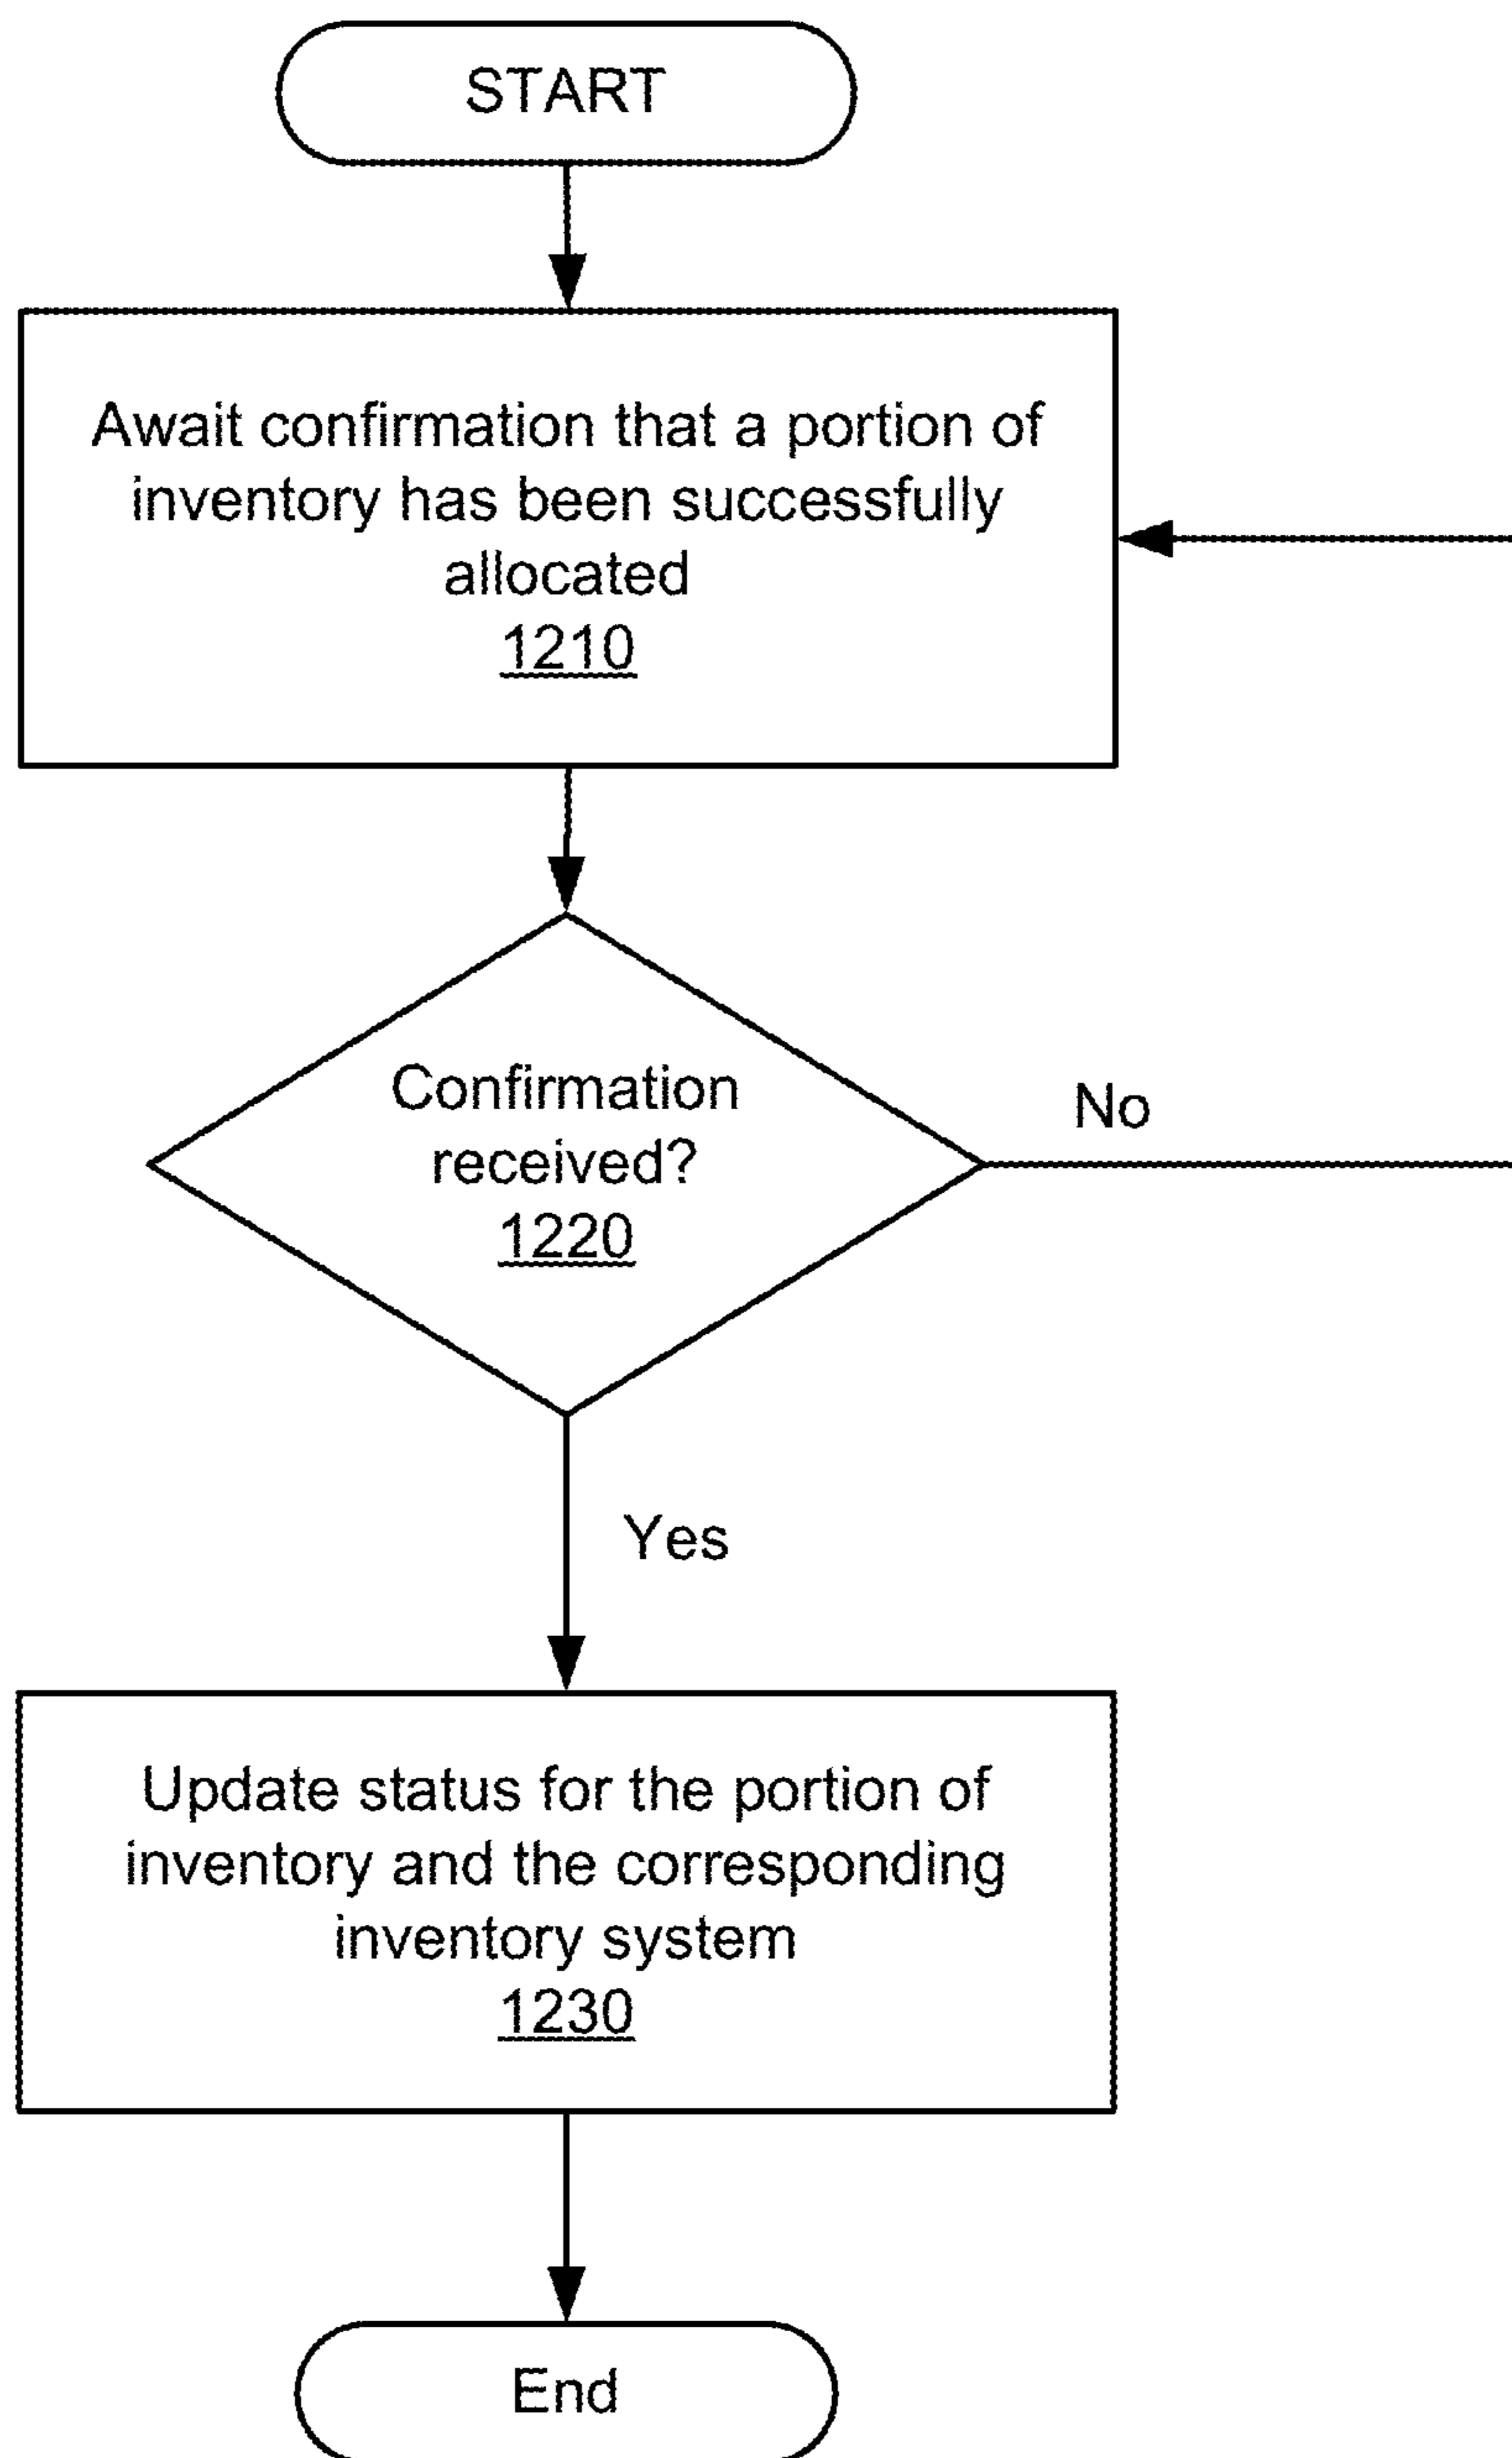 START
Await confirmation that a portion of
inventory has been successfully
allocated
1210
Confirmation
received?
1220
No
Yes
Update status for the portion of
inventory and the corresponding
inventory system
1230
End